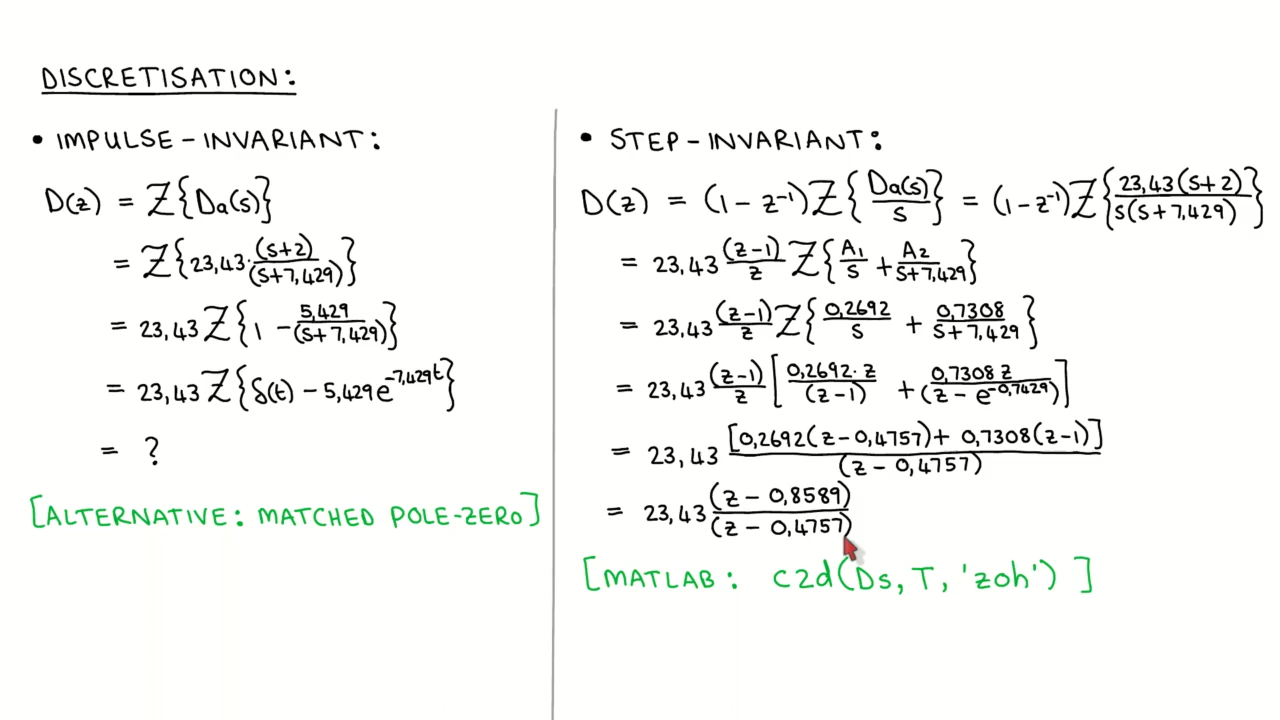 DISCRETISATION:
• IMPULSE-INVARIANT:
D(z) = Z{Da(s)}
= Z{23,43·(s+2)/(s+7,429)}
= 23,43 Z{1 − 5,429/(s+7,429)}
= 23,43 Z{δ(t) − 5,429e^-7,429t}
= ?
[ALTERNATIVE: MATCHED POLE-ZERO]
• STEP-INVARIANT:
D(z) = (1 − z^-1)Z{Da(s)/s} = (1 − z^-1)Z{23,43(s+2)/s(s+7,429)}
= 23,43 (z−1)/z Z{A1/s + A2/s+7,429}
= 23,43 (z−1)/z Z{0,2692/s + 0,7308/s+7,429}
= 23,43 (z−1)/z [0,2692·z/(z−1) + 0,7308z/(z − e^-0,7429)]
= 23,43 [0,2692(z−0,4757) + 0,7308(z−1)]/(z − 0,4757)
= 23,43 (z − 0,8589)/(z − 0,4757)
[MATLAB: c2d(Ds, T, 'zoh') ]